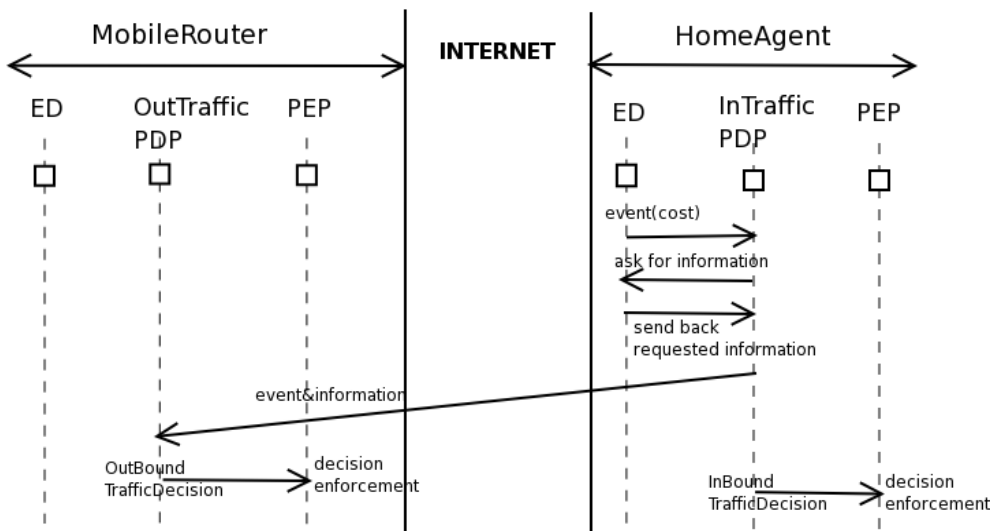 MobileRouter
INTERNET
HomeAgent
ED
OutTraffic
PDP
PEP
ED
InTraffic
PDP
PEP
event(cost)
ask for information
send back
requested information
event&information
OutBound
TrafficDecision
decision
enforcement
InBound
TrafficDecision
decision
enforcement